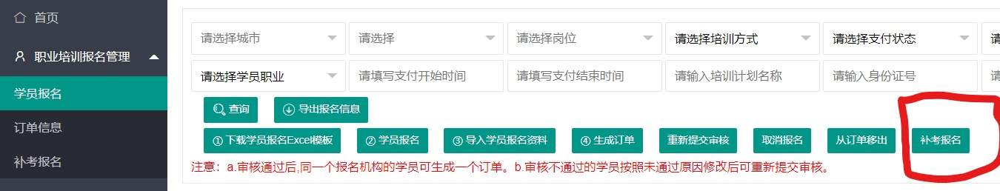 首页
职业培训报名管理
学员报名
订单信息
补考报名
请选择城市 请选择 请选择岗位 请选择培训方式 请选择支付状态
请选择学员职业 请填写支付开始时间 请填写支付结束时间 请输入培训计划名称 请输入身份证号
查询 导出报名信息
① 下载学员报名Excel模板 ② 学员报名 ③ 导入学员报名资料 ④ 生成订单 重新提交审核 取消报名 从订单移出 补考报名
注意：a.审核通过后,同一个报名机构的学员可生成一个订单。b.审核不通过的学员按照未通过原因修改后可重新提交审核。